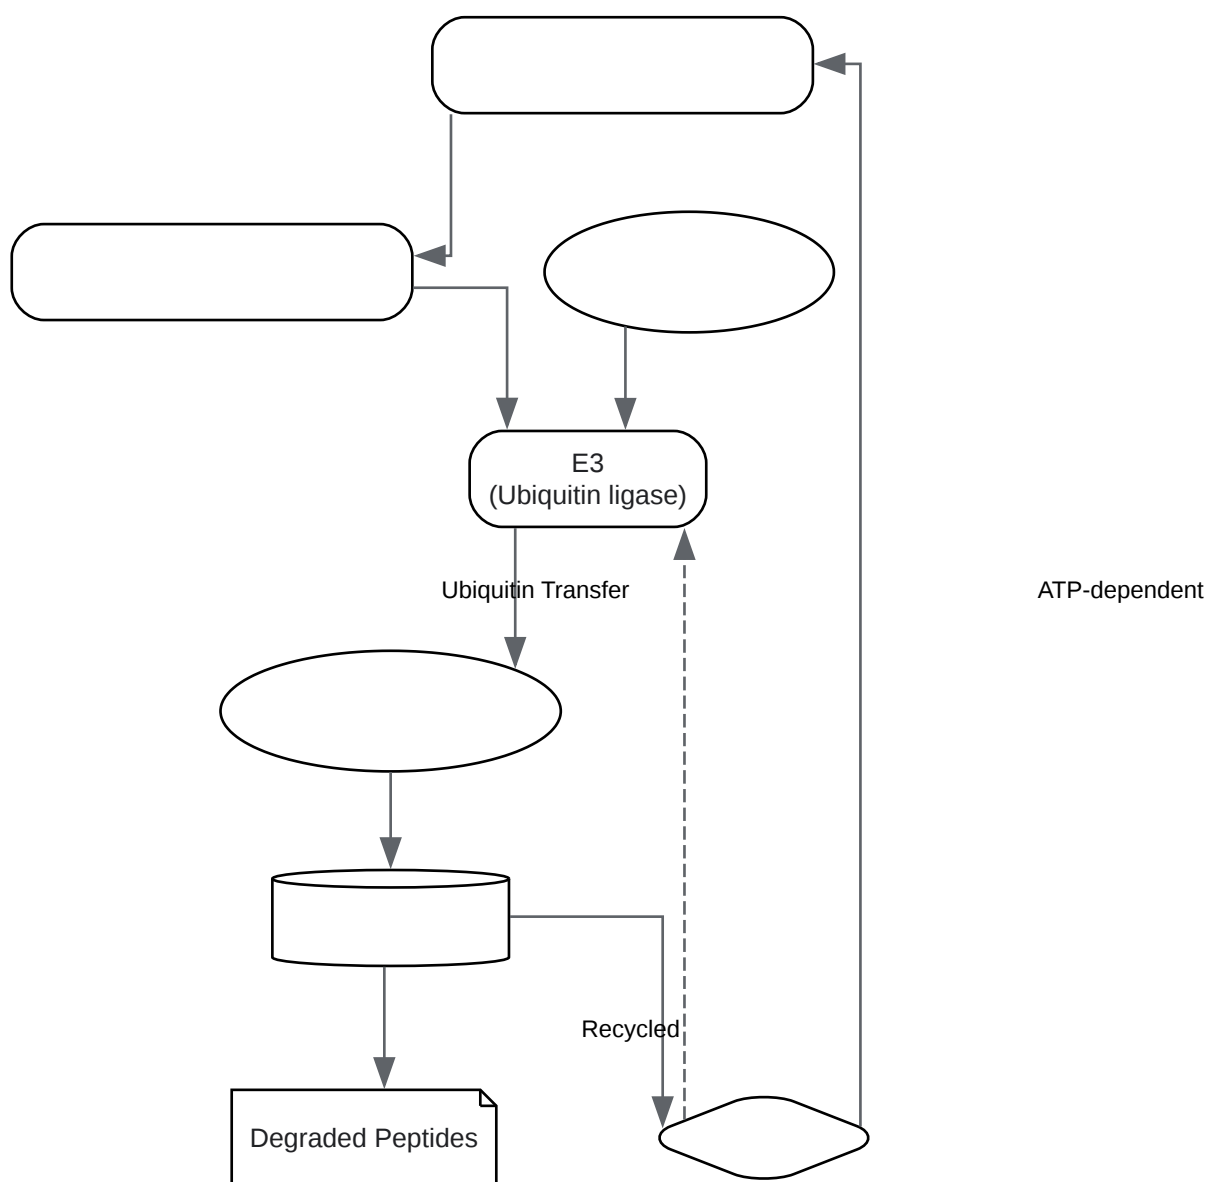 E3
(Ubiquitin ligase)
Ubiquitin Transfer
ATP-dependent
Recycled
Degraded Peptides